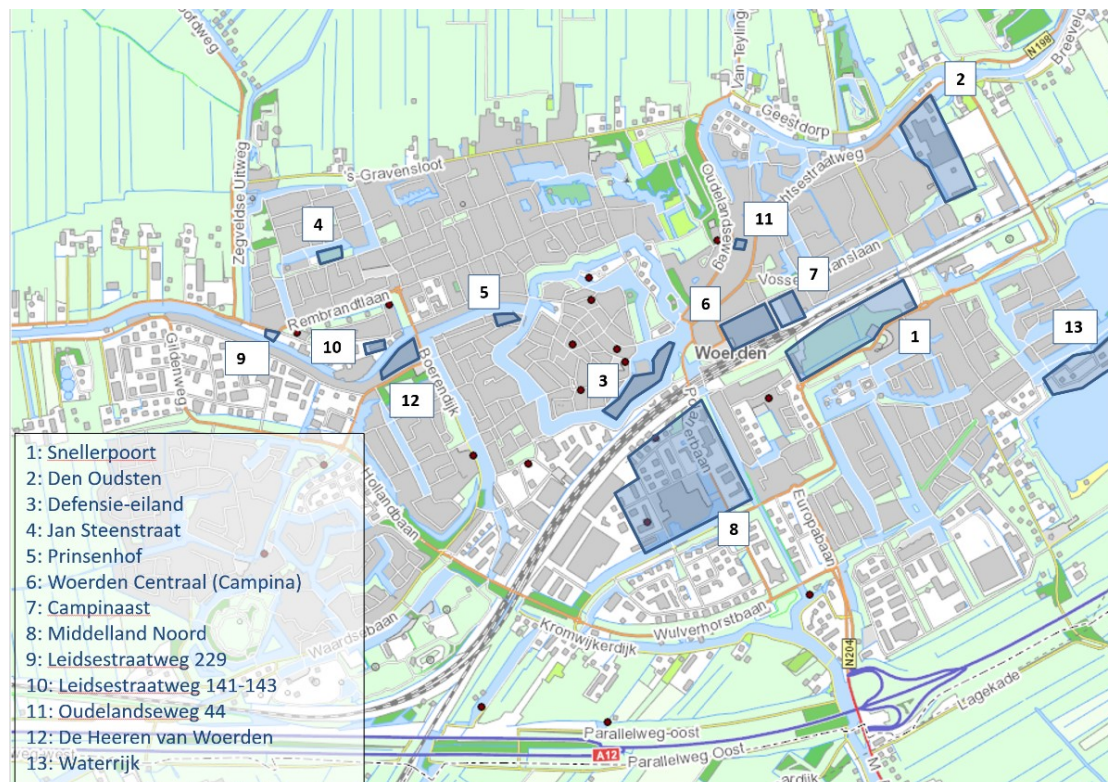 N198
Breeveld
Van-Teyling
Geestdorp
2
Zegveldse Uitweg
's-Gravensloot
Oudelandseweg
4
11
5
6
7
Rembrandtlaan
13
9
10
Woerden
1
3
Gildenweg
12
Boerendijk
Hollandbaan
Europabaan
8
Waardsebaan
Kromwijkerdijk
Wulverhorstbaan
N204
Lagekade
Parallelweg-oost
A12
Parallelweg Oost
1: Snellerpoort
2: Den Oudsten
3: Defensie-eiland
4: Jan Steenstraat
5: Prinsenhof
6: Woerden Centraal (Campina)
7: Campinaast
8: Middelland Noord
9: Leidsestraatweg 229
10: Leidsestraatweg 141-143
11: Oudelandseweg 44
12: De Heeren van Woerden
13: Waterrijk